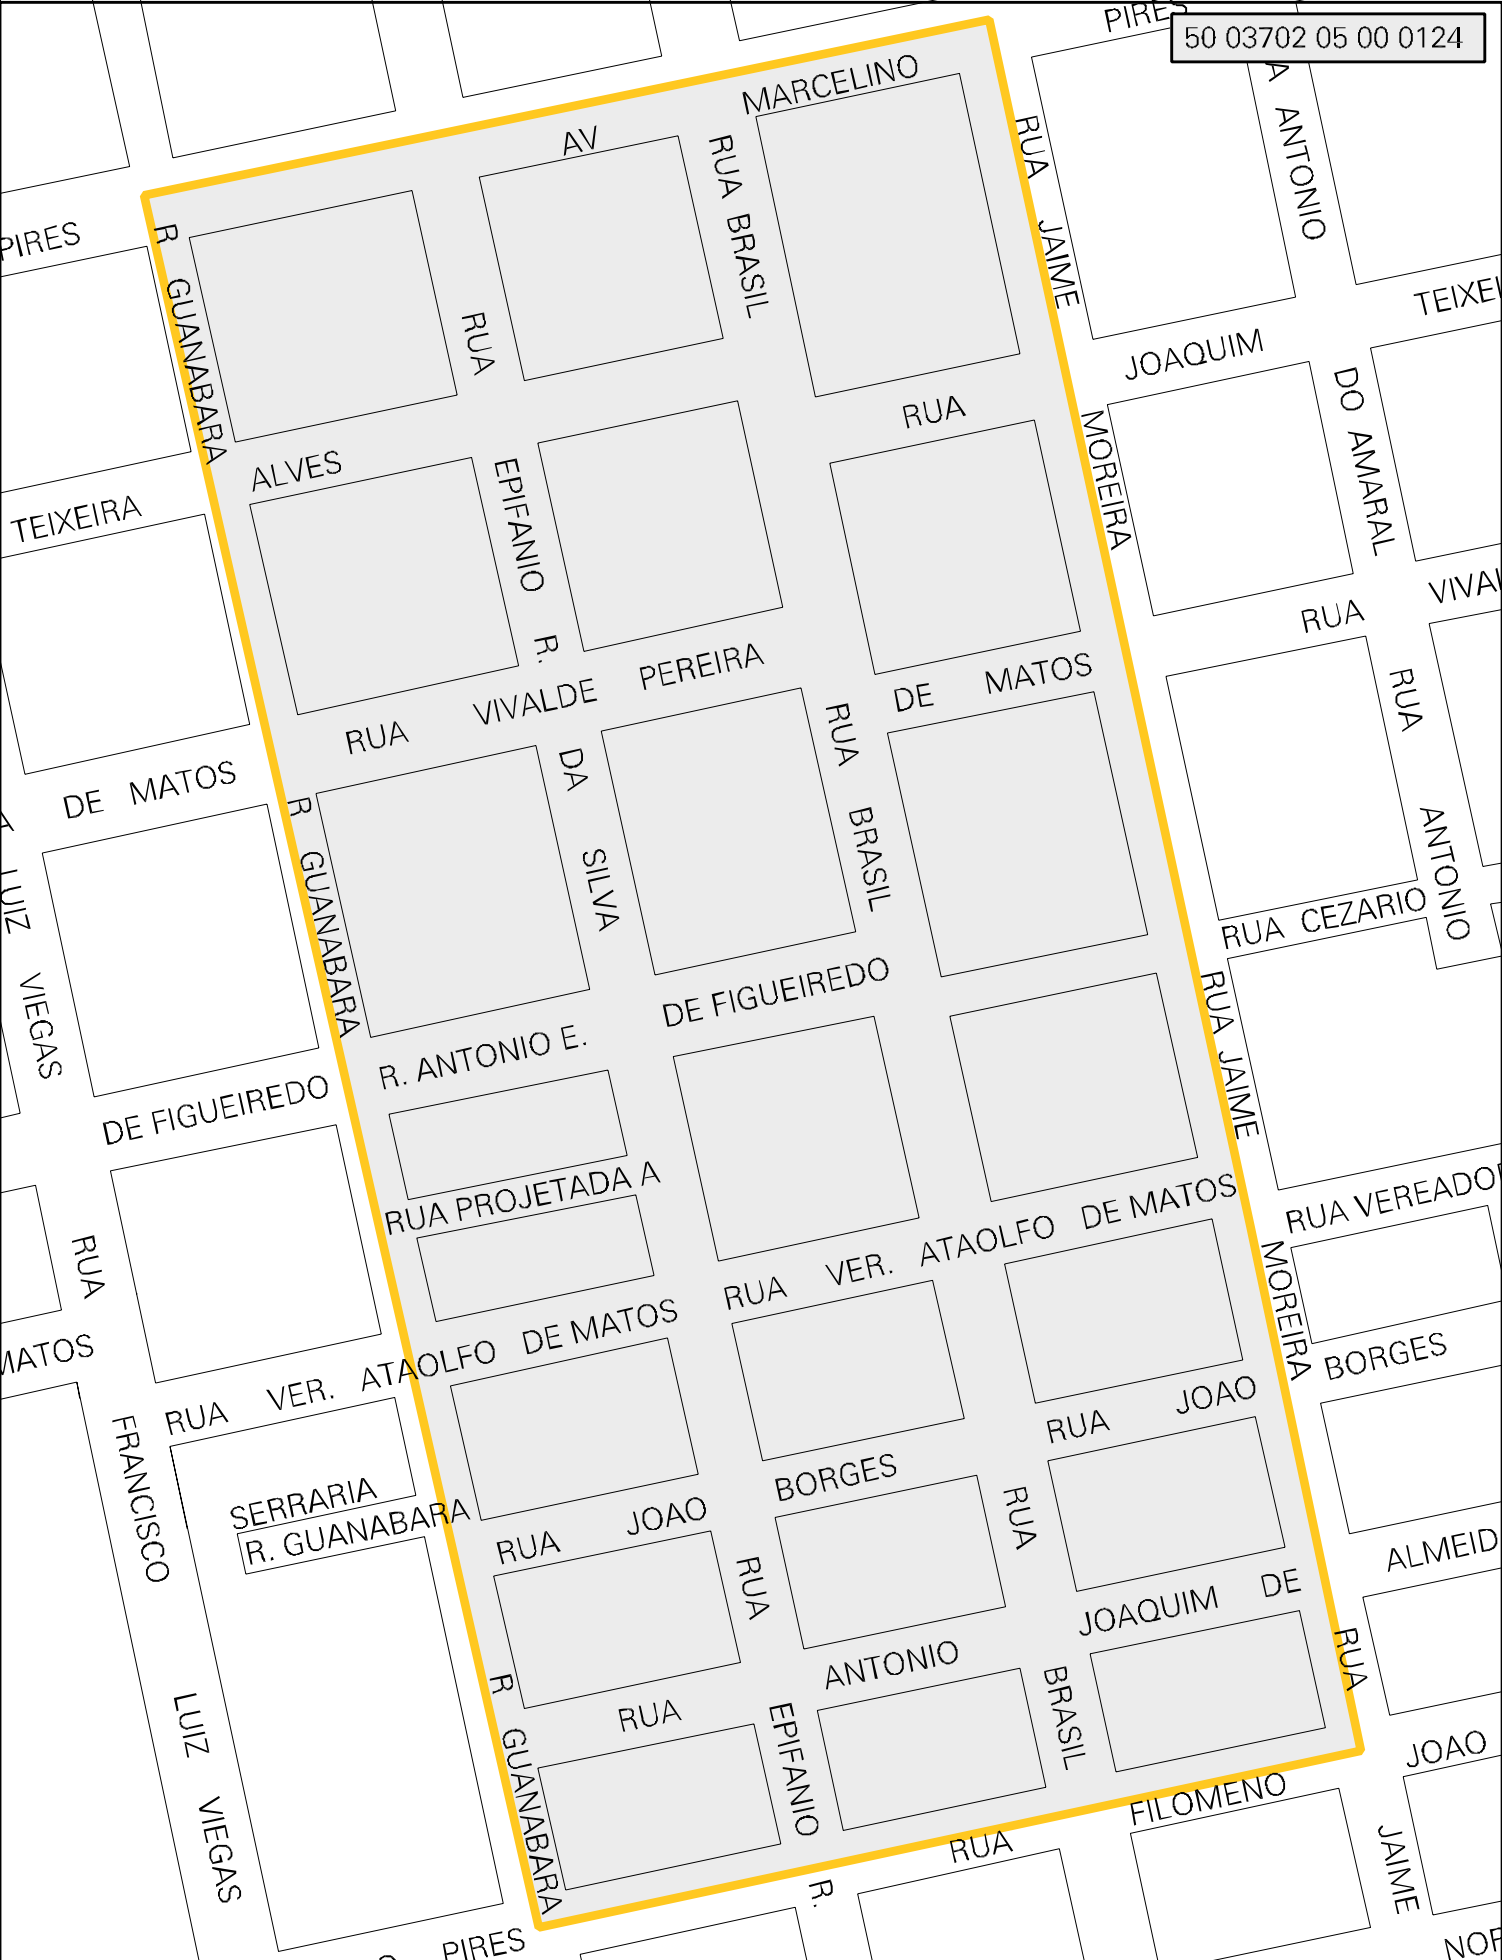 PIRES
50 03702 05 00 0124
MARCELINO
AV
RUA BRASIL
RUA JAIME
A ANTONIO
PIRES
R GUANABARA
RUA
TEIXEI
JOAQUIM
DO AMARAL
RUA
MOREIRA
ALVES
TEIXEIRA
EPIFANIO R.
VIVAL
RUA
PEREIRA
DE MATOS
VIVALDE
RUA
RUA ANTONIO
RUA BRASIL
DA SILVA
DE MATOS
R GUANABARA
LUIZ VIEGAS
RUA CEZARIO
DE FIGUEIREDO
RUA JAIME
R. ANTONIO E.
DE FIGUEIREDO
RUA PROJETADA A
RUA VEREADOR
DE MATOS
RUA VER. ATAOLFO
RUA
MOREIRA
MATOS
DE MATOS
RUA VER. ATAOLFO
BORGES
JOAO
RUA
FRANCISCO
SERRARIA
R. GUANABARA
BORGES
RUA
JOAO
RUA
ALMEID
RUA
DE
JOAQUIM
ANTONIO
RUA
RUA
R GUANABARA
EPIFANIO
BRASIL
LUIZ VIEGAS
JOAO
FILOMENO
RUA
JAIME
R.
PIRES
NOR